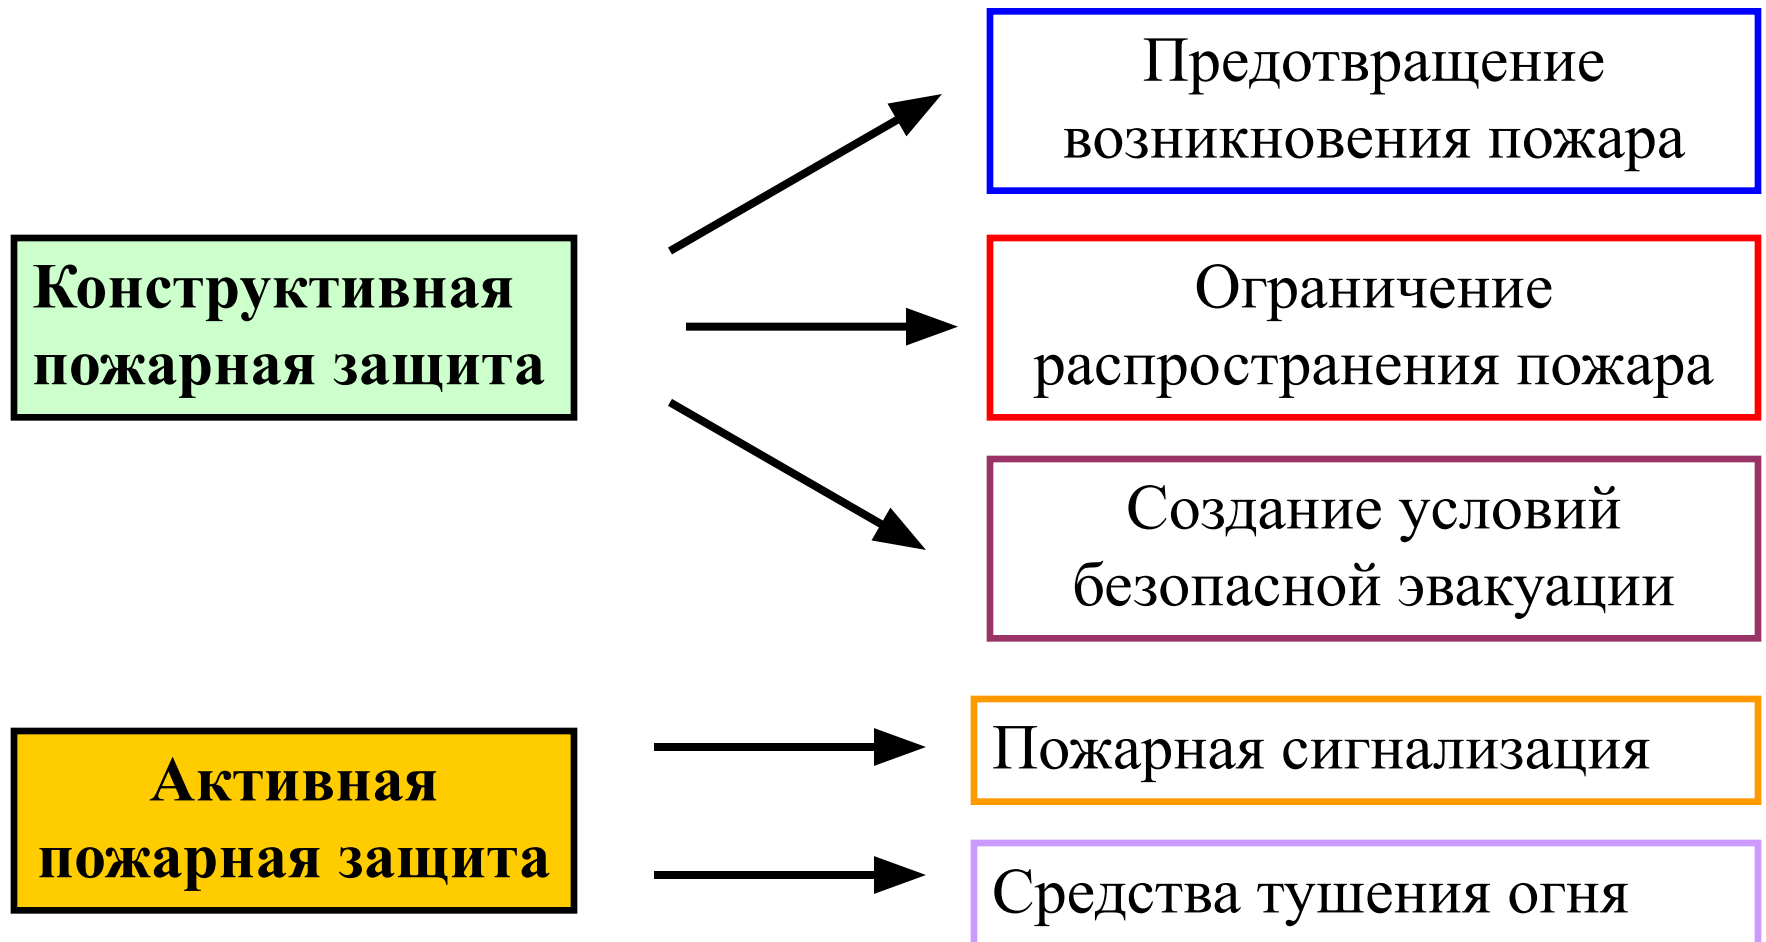 Предотвращение
возникновения пожара
Конструктивная
пожарная защита
Ограничение
распространения пожара
Создание условий
безопасной эвакуации
Активная
пожарная защита
Пожарная сигнализация
Средства тушения огня